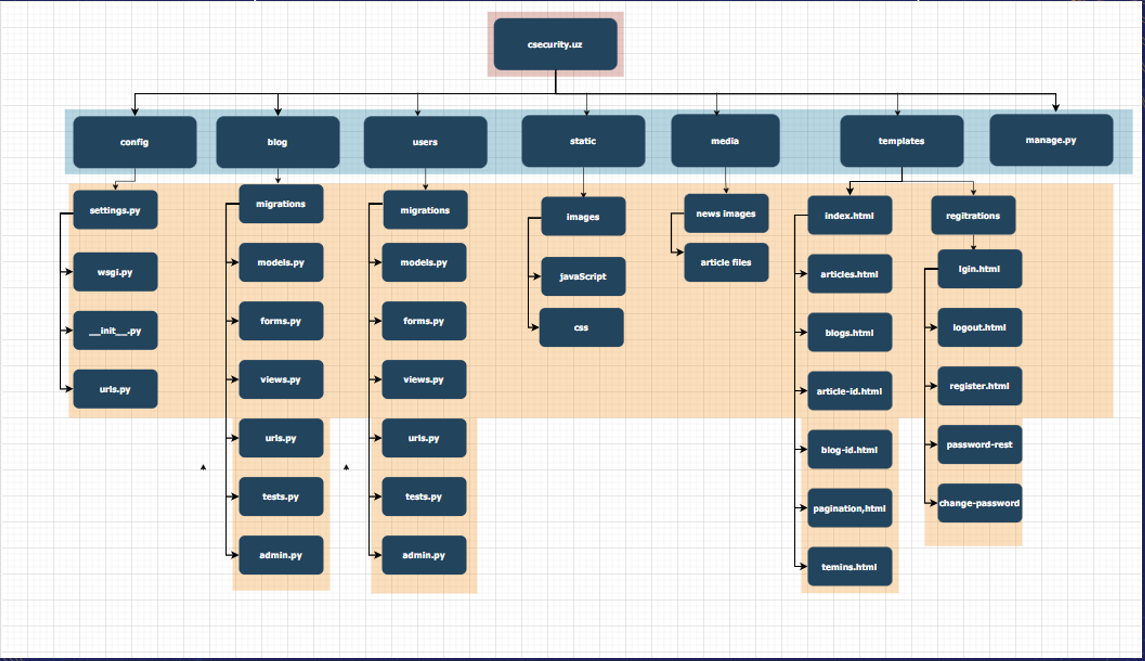 csecurity.uz
config
blog
users
static
media
templates
manage.py
settings.py
wsgi.py
__init__.py
urls.py
migrations
models.py
forms.py
views.py
urls.py
tests.py
admin.py
migrations
models.py
forms.py
views.py
urls.py
tests.py
admin.py
images
javaScript
css
news images
article files
index.html
articles.html
blogs.html
article-id.html
blog-id.html
pagination,html
temins.html
regitrations
lgin.html
logout.html
register.html
password-rest
change-password